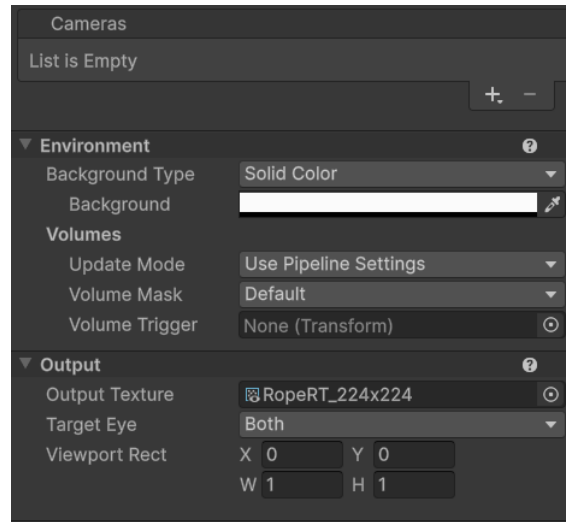 Cameras
List is Empty
+ −
Environment ?
Background Type Solid Color
Background
Volumes
Update Mode Use Pipeline Settings
Volume Mask Default
Volume Trigger None (Transform)
Output ?
Output Texture RopeRT_224x224
Target Eye Both
Viewport Rect X 0 Y 0
W 1 H 1